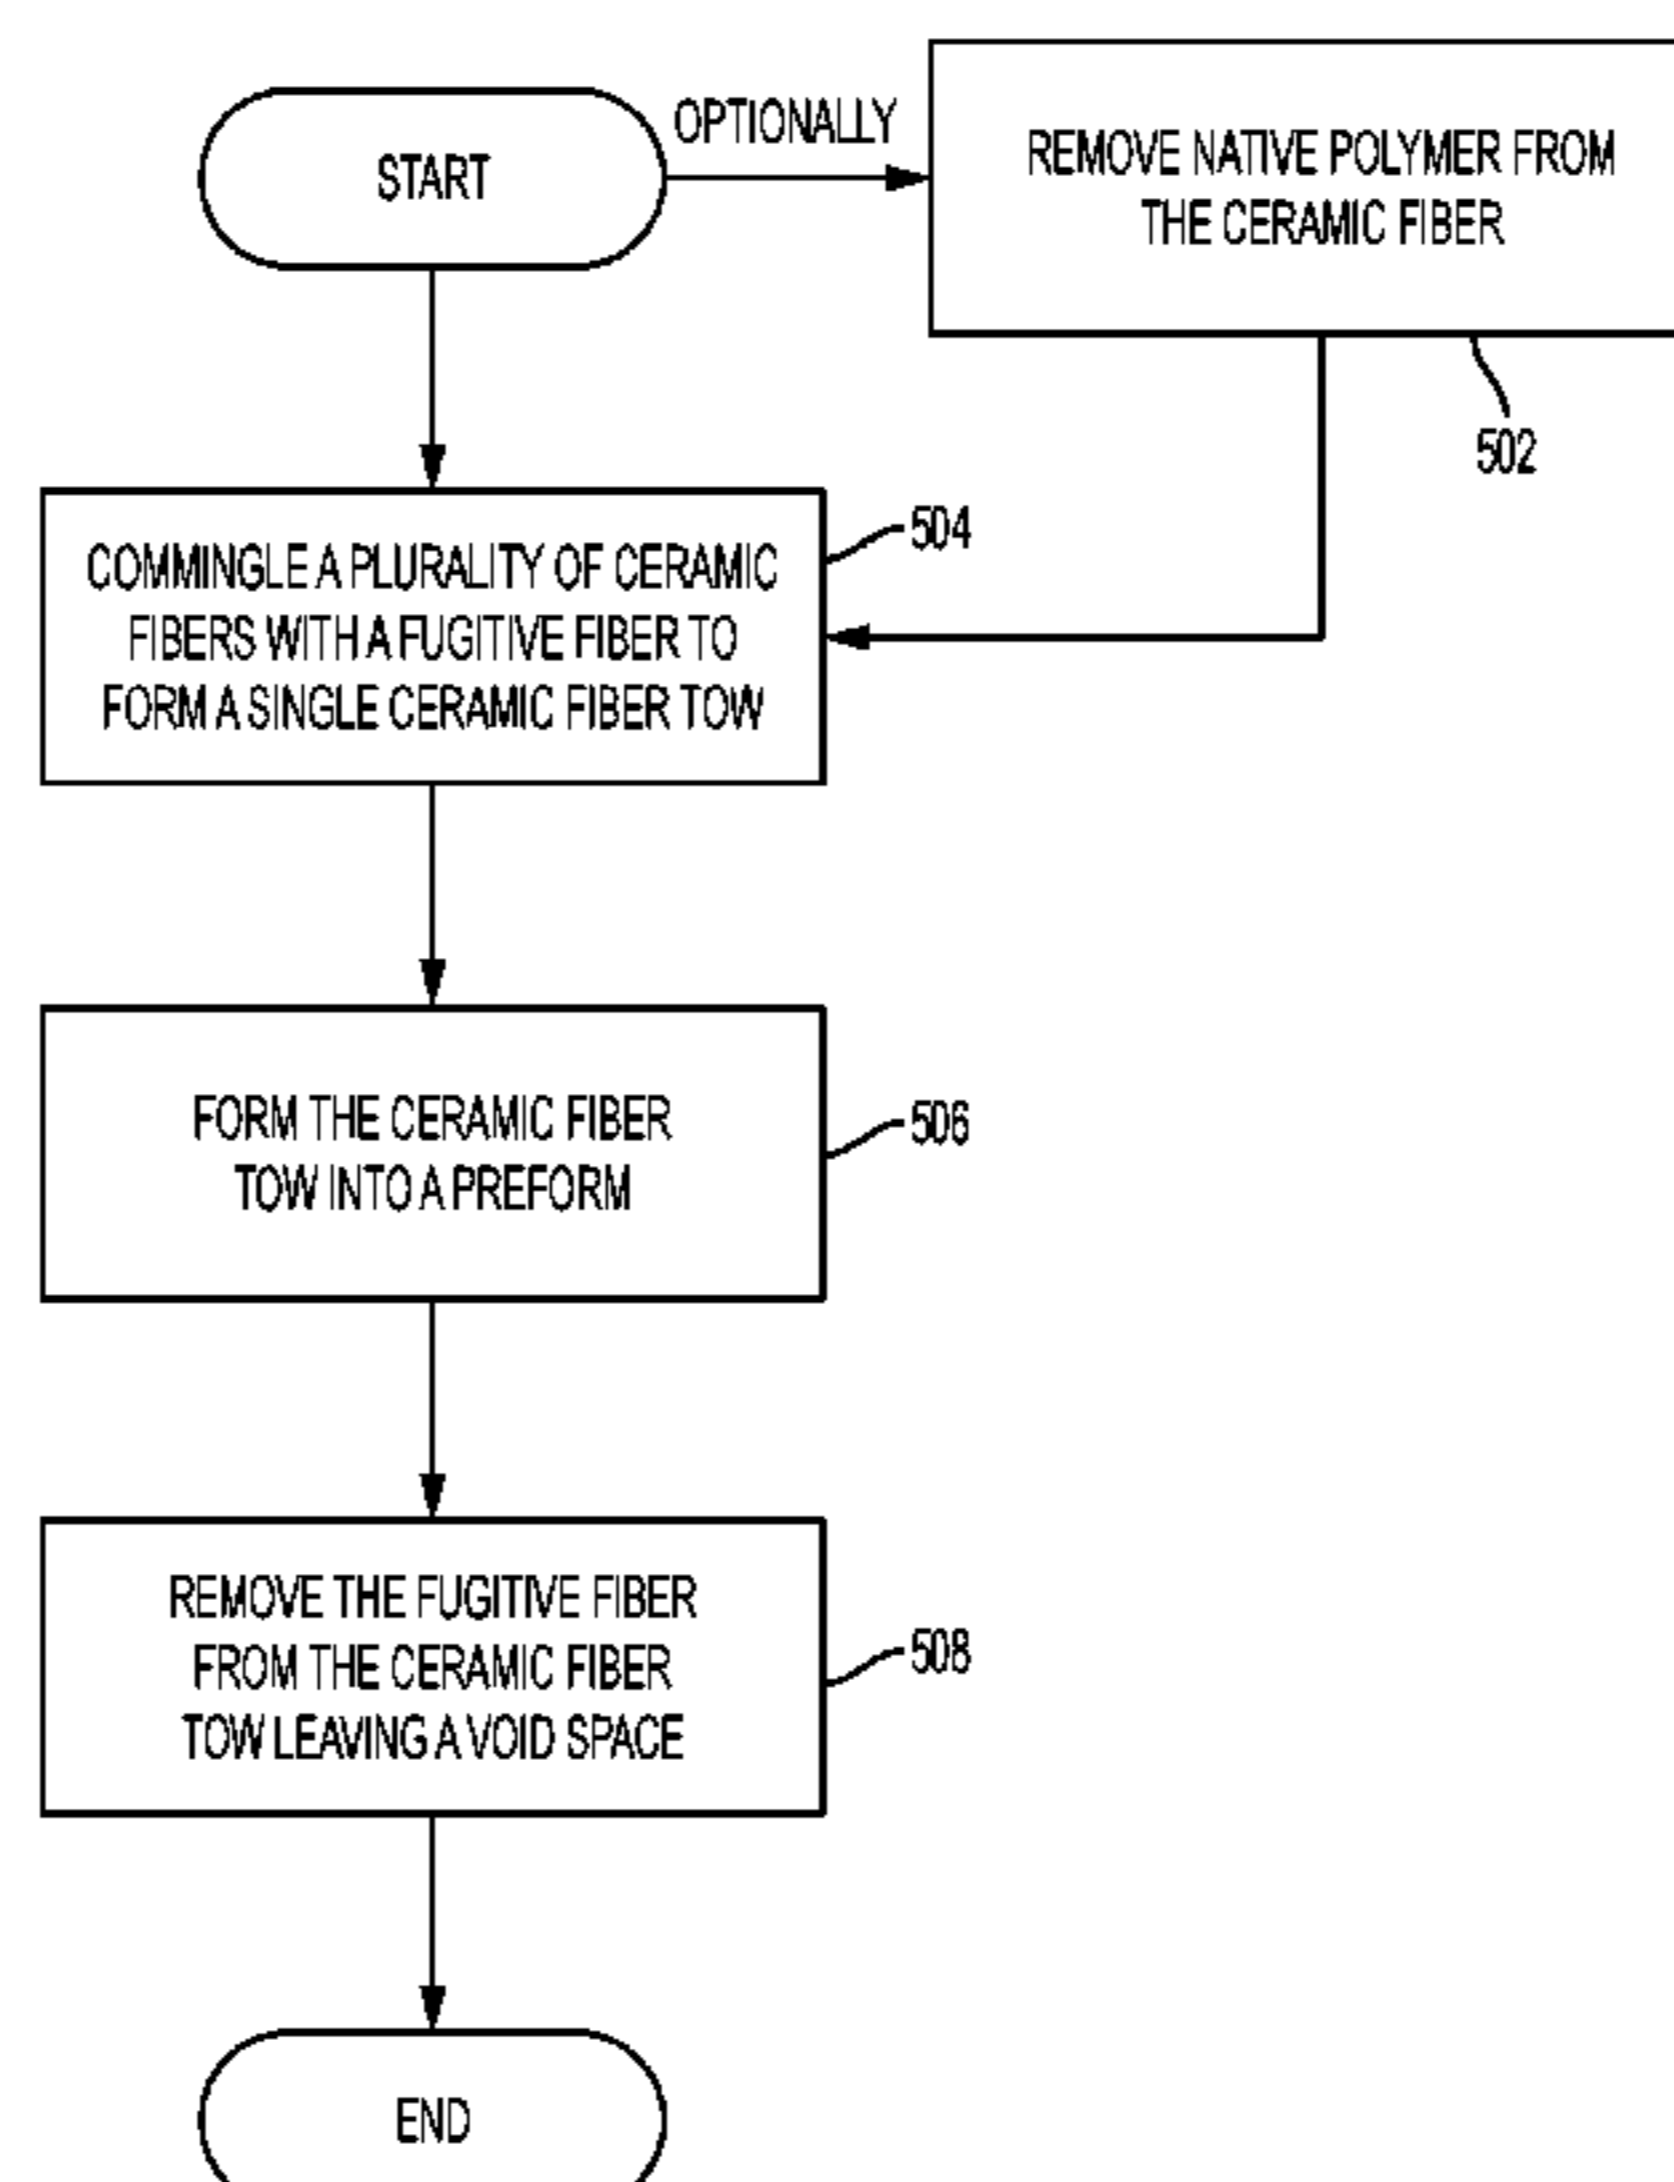 START
OPTIONALLY
REMOVE NATIVE POLYMER FROM
THE CERAMIC FIBER
502
COMMINGLE A PLURALITY OF CERAMIC
FIBERS WITH A FUGITIVE FIBER TO
FORM A SINGLE CERAMIC FIBER TOW
504
FORM THE CERAMIC FIBER
TOW INTO A PREFORM
506
REMOVE THE FUGITIVE FIBER
FROM THE CERAMIC FIBER
TOW LEAVING A VOID SPACE
508
END